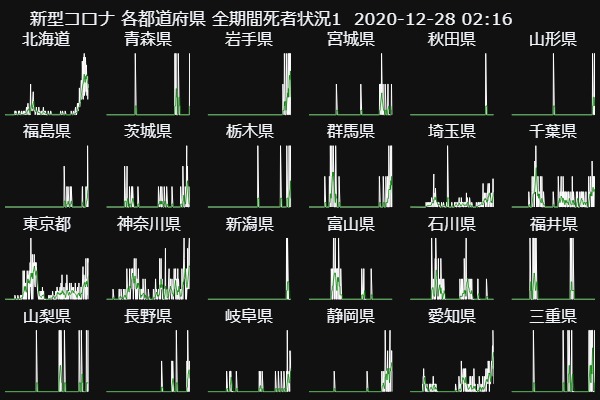 新型コロナ 各都道府県 全期間死者状況1 2020-12-28 02:16
北海道 青森県 岩手県 宮城県 秋田県 山形県
福島県 茨城県 栃木県 群馬県 埼玉県 千葉県
東京都 神奈川県 新潟県 富山県 石川県 福井県
山梨県 長野県 岐阜県 静岡県 愛知県 三重県